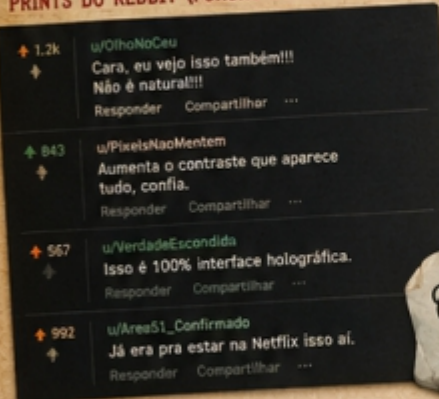 PRINTS DO REDDIT
1.2k
u/OlhoNoCeu
Cara, eu vejo isso também!!!
Não é natural!!!
Responder Compartilhar ...
843
u/PixelsNaoMentem
Aumenta o contraste que aparece
tudo, confia.
Responder Compartilhar ...
567
u/VerdadeEscondida
Isso é 100% interface holográfica.
Responder Compartilhar ...
992
u/Area51_Confirmado
Já era pra estar na Netflix isso aí.
Responder Compartilhar ...